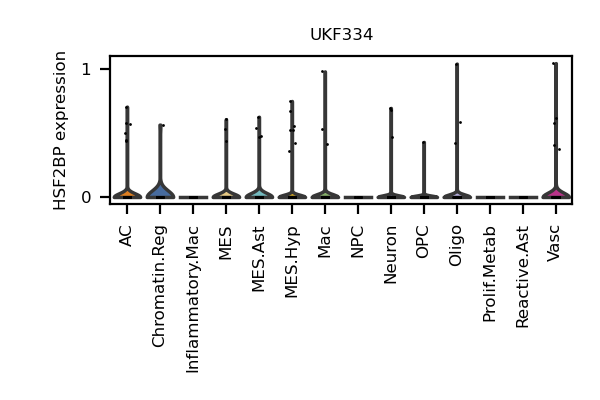 UKF334
HSF2BP expression
1
0
AC
Chromatin.Reg
Inflammatory.Mac
MES
MES.Ast
MES.Hyp
Mac
NPC
Neuron
OPC
Oligo
Prolif.Metab
Reactive.Ast
Vasc